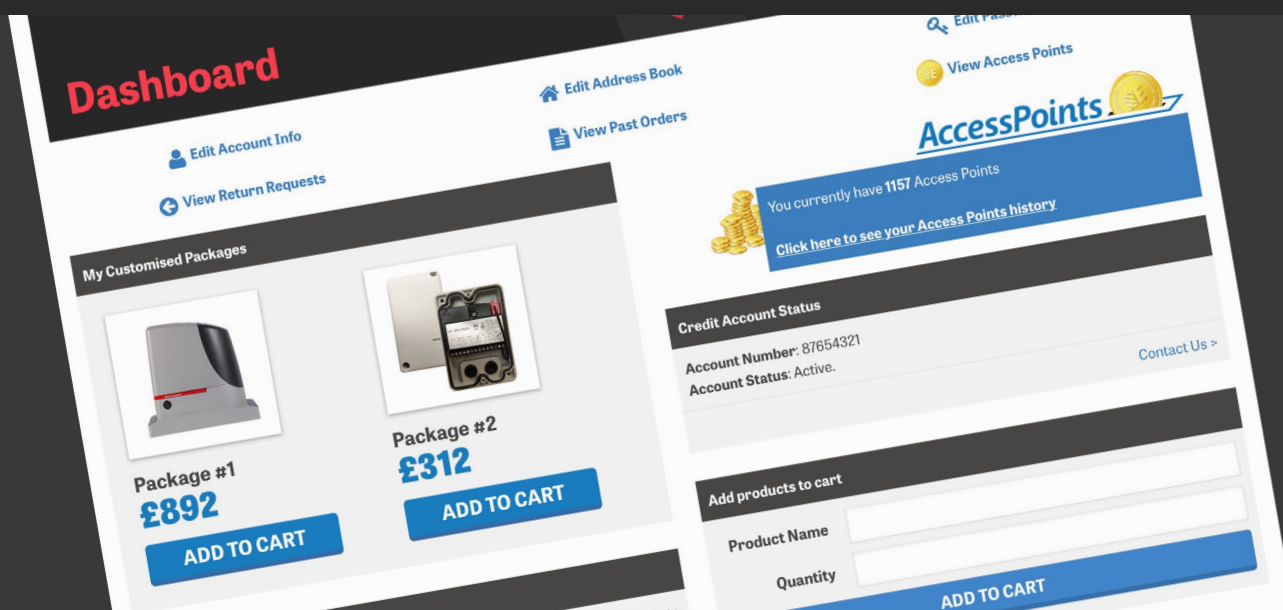 Dashboard
Edit Account Info
View Return Requests
Edit Address Book
View Past Orders
Edit
View Access Points
AccessPoints
You currently have 1157 Access Points
Click here to see your Access Points history
My Customised Packages
Package #1
£892
ADD TO CART
Package #2
£312
ADD TO CART
Credit Account Status
Account Number: 87654321
Account Status: Active.
Contact Us >
Add products to cart
Product Name
Quantity
ADD TO CART